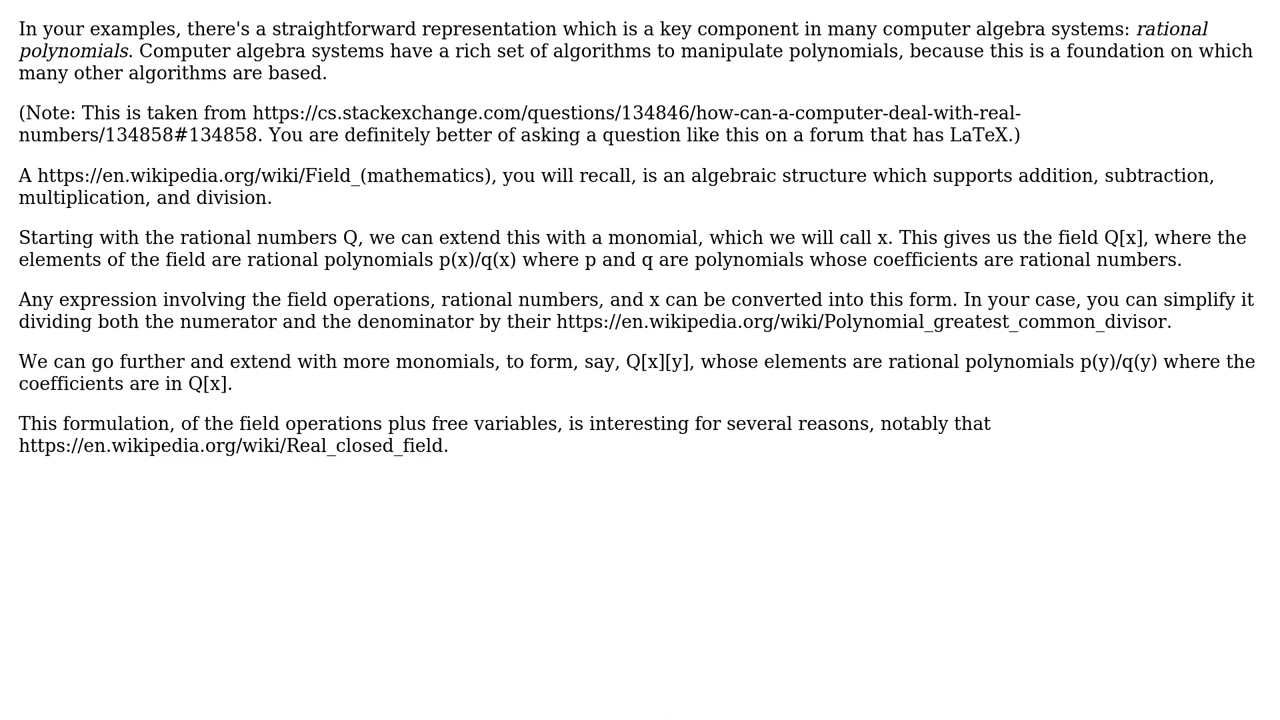 In your examples, there's a straightforward representation which is a key component in many computer algebra systems: rational
polynomials. Computer algebra systems have a rich set of algorithms to manipulate polynomials, because this is a foundation on which
many other algorithms are based.
(Note: This is taken from https://cs.stackexchange.com/questions/134846/how-can-a-computer-deal-with-real-
numbers/134858#134858. You are definitely better of asking a question like this on a forum that has LaTeX.)
A https://en.wikipedia.org/wiki/Field_(mathematics), you will recall, is an algebraic structure which supports addition, subtraction,
multiplication, and division.
Starting with the rational numbers Q, we can extend this with a monomial, which we will call x. This gives us the field Q[x], where the
elements of the field are rational polynomials p(x)/q(x) where p and q are polynomials whose coefficients are rational numbers.
Any expression involving the field operations, rational numbers, and x can be converted into this form. In your case, you can simplify it
dividing both the numerator and the denominator by their https://en.wikipedia.org/wiki/Polynomial_greatest_common_divisor.
We can go further and extend with more monomials, to form, say, Q[x][y], whose elements are rational polynomials p(y)/q(y) where the
coefficients are in Q[x].
This formulation, of the field operations plus free variables, is interesting for several reasons, notably that
https://en.wikipedia.org/wiki/Real_closed_field.